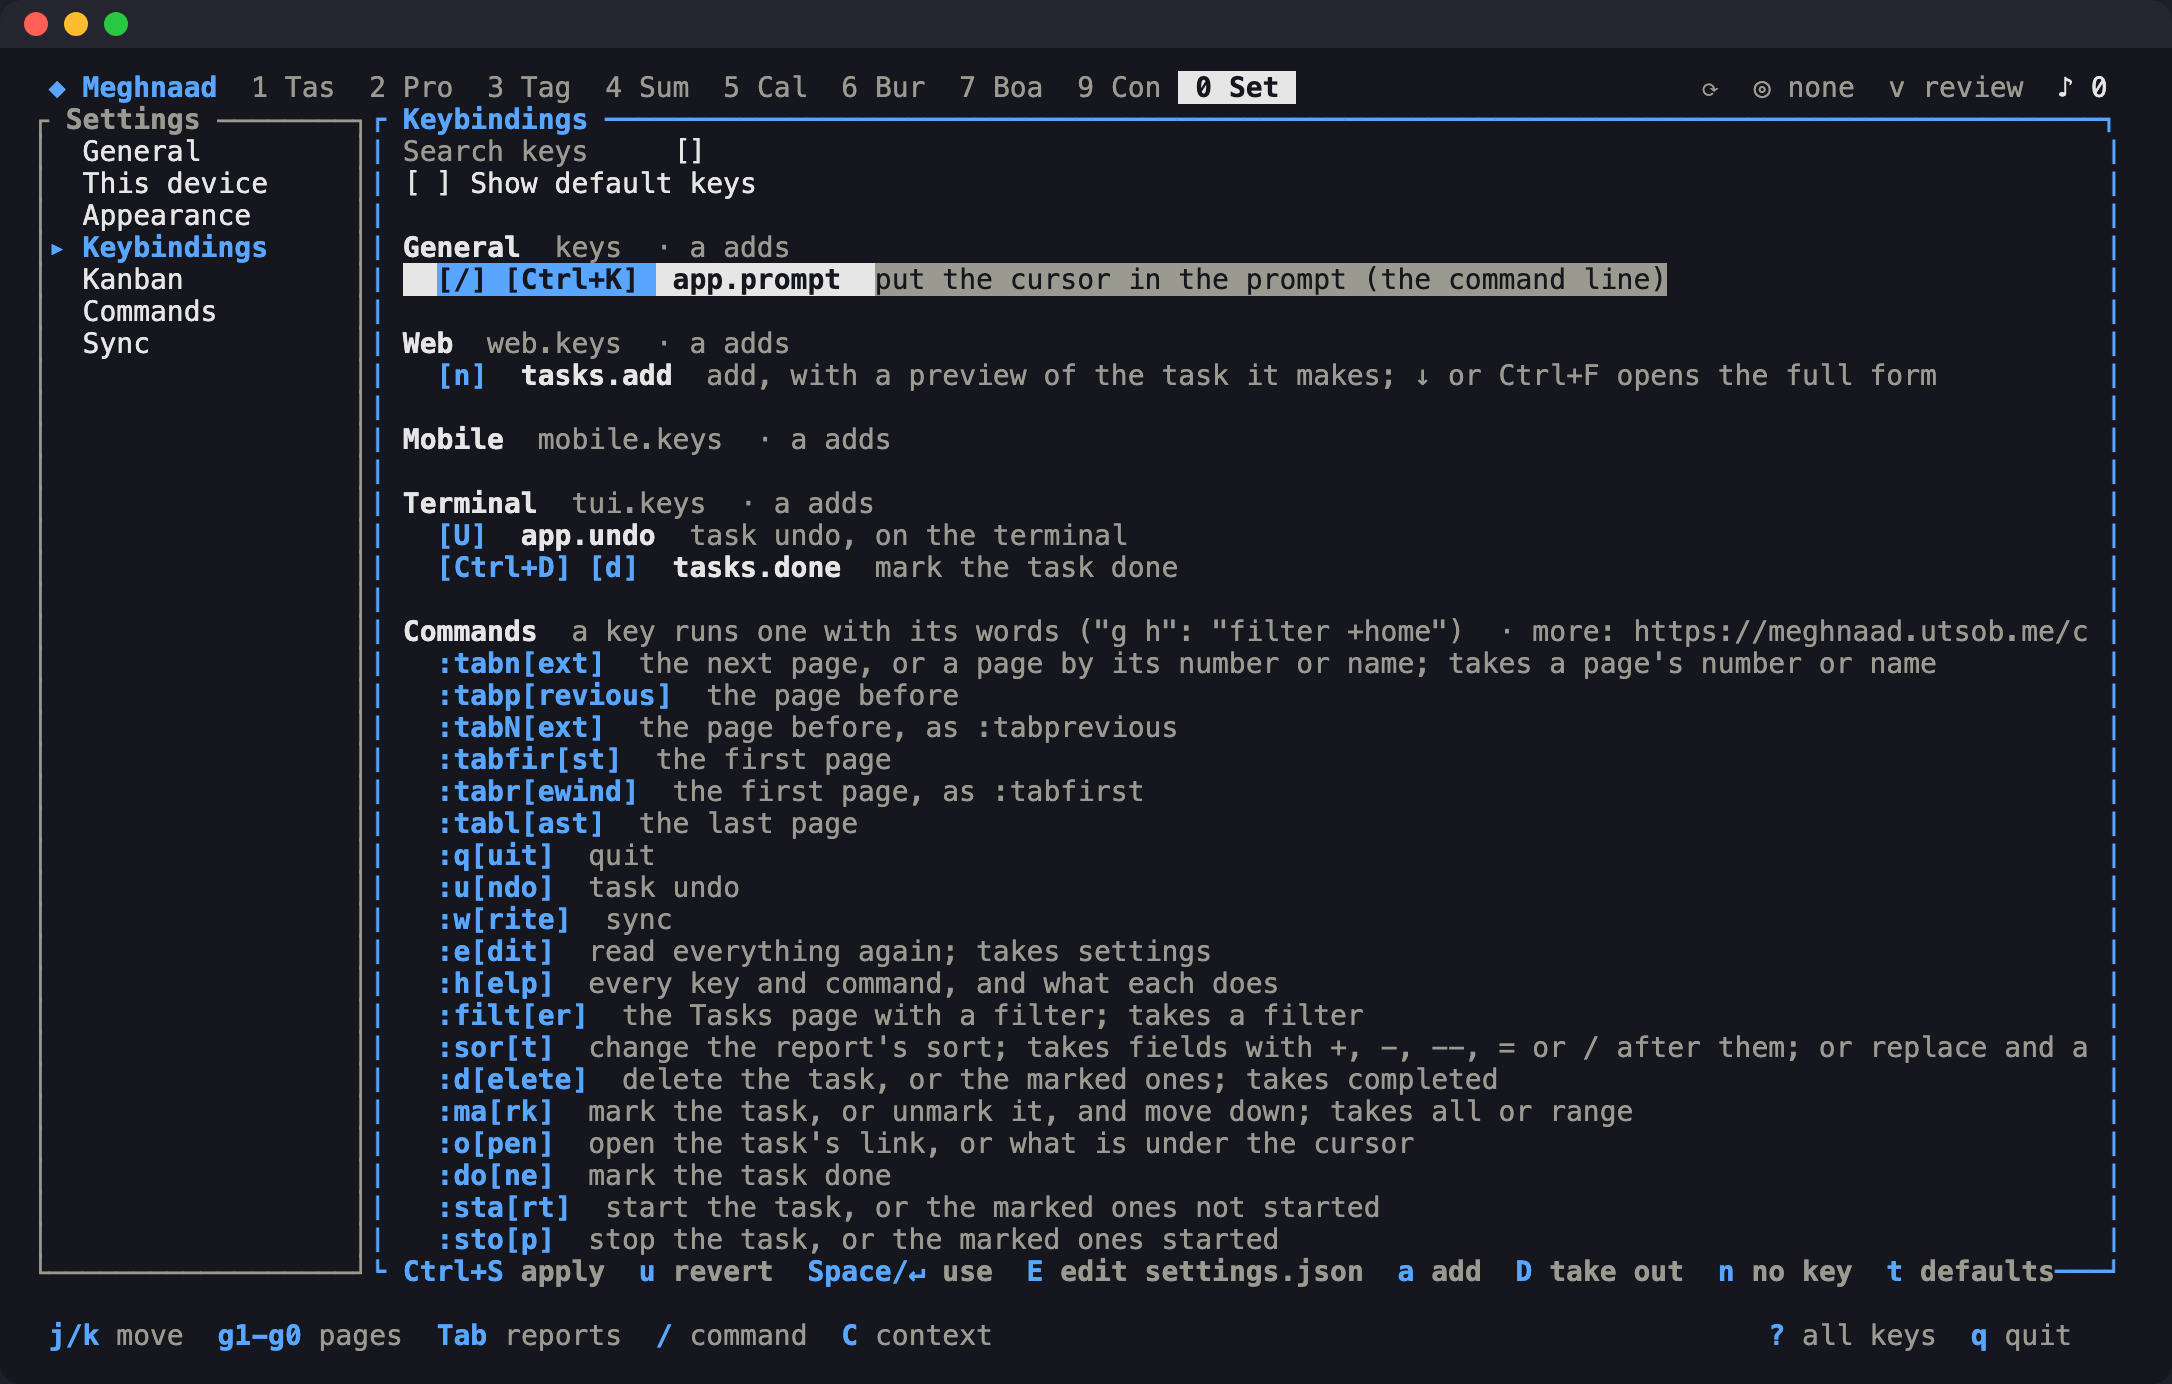 ◆ Meghnaad 1 Tas 2 Pro 3 Tag 4 Sum 5 Cal 6 Bur 7 Boa 9 Con 0 Set ⟳ ◎ none v review ♪ 0
Settings
General
This device
Appearance
▸ Keybindings
Kanban
Commands
Sync
Keybindings
Search keys []
[ ] Show default keys
General keys · a adds
[/] [Ctrl+K] app.prompt put the cursor in the prompt (the command line)
Web web.keys · a adds
[n] tasks.add add, with a preview of the task it makes; ↓ or Ctrl+F opens the full form
Mobile mobile.keys · a adds
Terminal tui.keys · a adds
[U] app.undo task undo, on the terminal
[Ctrl+D] [d] tasks.done mark the task done
Commands a key runs one with its words ("g h": "filter +home") · more: https://meghnaad.utsob.me/c
:tabn[ext] the next page, or a page by its number or name; takes a page's number or name
:tabp[revious] the page before
:tabN[ext] the page before, as :tabprevious
:tabfir[st] the first page
:tabr[ewind] the first page, as :tabfirst
:tabl[ast] the last page
:q[uit] quit
:u[ndo] task undo
:w[rite] sync
:e[dit] read everything again; takes settings
:h[elp] every key and command, and what each does
:filt[er] the Tasks page with a filter; takes a filter
:sor[t] change the report's sort; takes fields with +, -, --, = or / after them; or replace and a
:d[elete] delete the task, or the marked ones; takes completed
:ma[rk] mark the task, or unmark it, and move down; takes all or range
:o[pen] open the task's link, or what is under the cursor
:do[ne] mark the task done
:sta[rt] start the task, or the marked ones not started
:sto[p] stop the task, or the marked ones started
Ctrl+S apply u revert Space/↵ use E edit settings.json a add D take out n no key t defaults
j/k move g1-g0 pages Tab reports / command C context ? all keys q quit